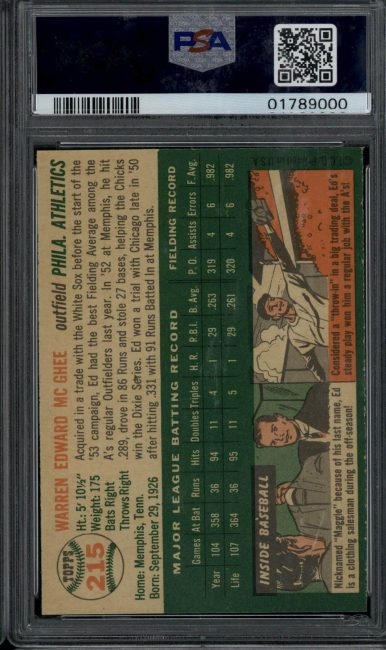 PSA
01789000
TOPPS
215
WARREN EDWARD MC GHEE
outfield PHILA. ATHLETICS
Ht.: 5' 10½"
Weight: 175
Bats Right
Throws Right
Home: Memphis, Tenn.
Born: September 29, 1926
Acquired in a trade with the White Sox before the start of the
'53 campaign, Ed had the best Fielding Average among the
A's regular Outfielders last year. In '52 at Memphis, he hit
.289, drove in 86 Runs and stole 27 bases, helping the Chicks
win the Dixie Series. Ed won a trial with Chicago late in '50
after hitting .331 with 91 Runs Batted In at Memphis.
MAJOR LEAGUE BATTING RECORD
FIELDING RECORD
Games At Bat Runs Hits Doubles Triples H.R. R.B.I. B. Avg. P.O. Assists Errors F. Avg.
Year 104 358 36 94 11 4 1 29 .263 319 4 6 .982
Life 107 364 36 95 11 5 1 29 .261 320 4 6 .982
INSIDE BASEBALL
Nicknamed "Maggie" because of his last name, Ed
is a clothing salesman during the off-season!
Considered a "throw-in" in a big trading deal, Ed's
steady play won him a regular job with the A's!
T.C.G. Printed in U.S.A.